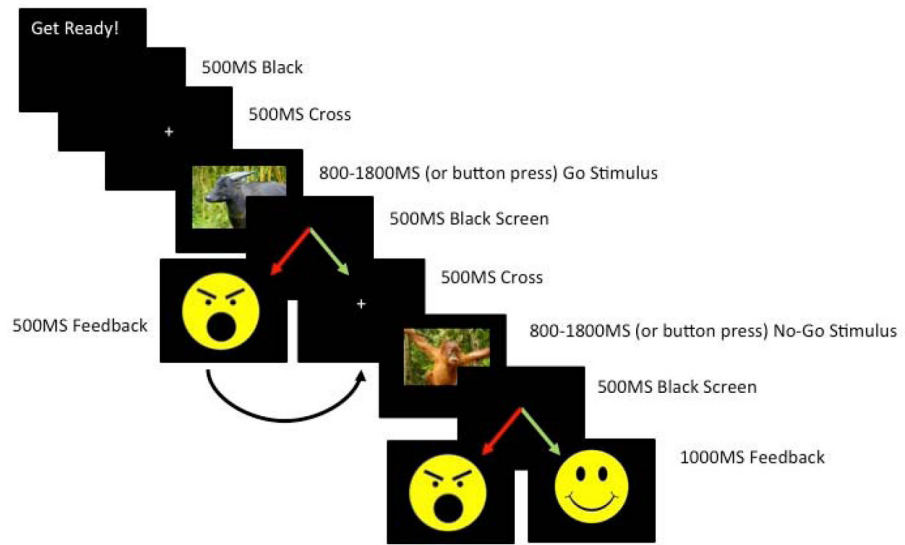 Get Ready!
500MS Black
+
500MS Cross
800-1800MS (or button press) Go Stimulus
500MS Black Screen
500MS Cross
+
500MS Feedback
800-1800MS (or button press) No-Go Stimulus
500MS Black Screen
1000MS Feedback